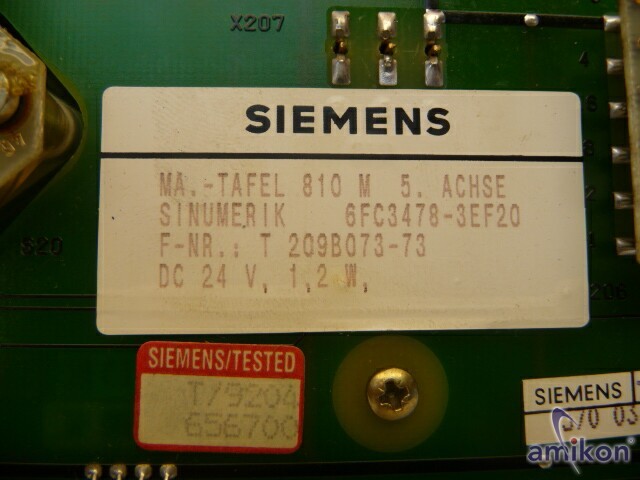 X207
SIEMENS
MA.-TAFEL 810 M 5. ACHSE
SINUMERIK 6FC3478-3EF20
F-NR.: T 209B073-73
DC 24 V, 1,2 W,
SIEMENS/TESTED
T/9204
656700
SIEMENS
amikon